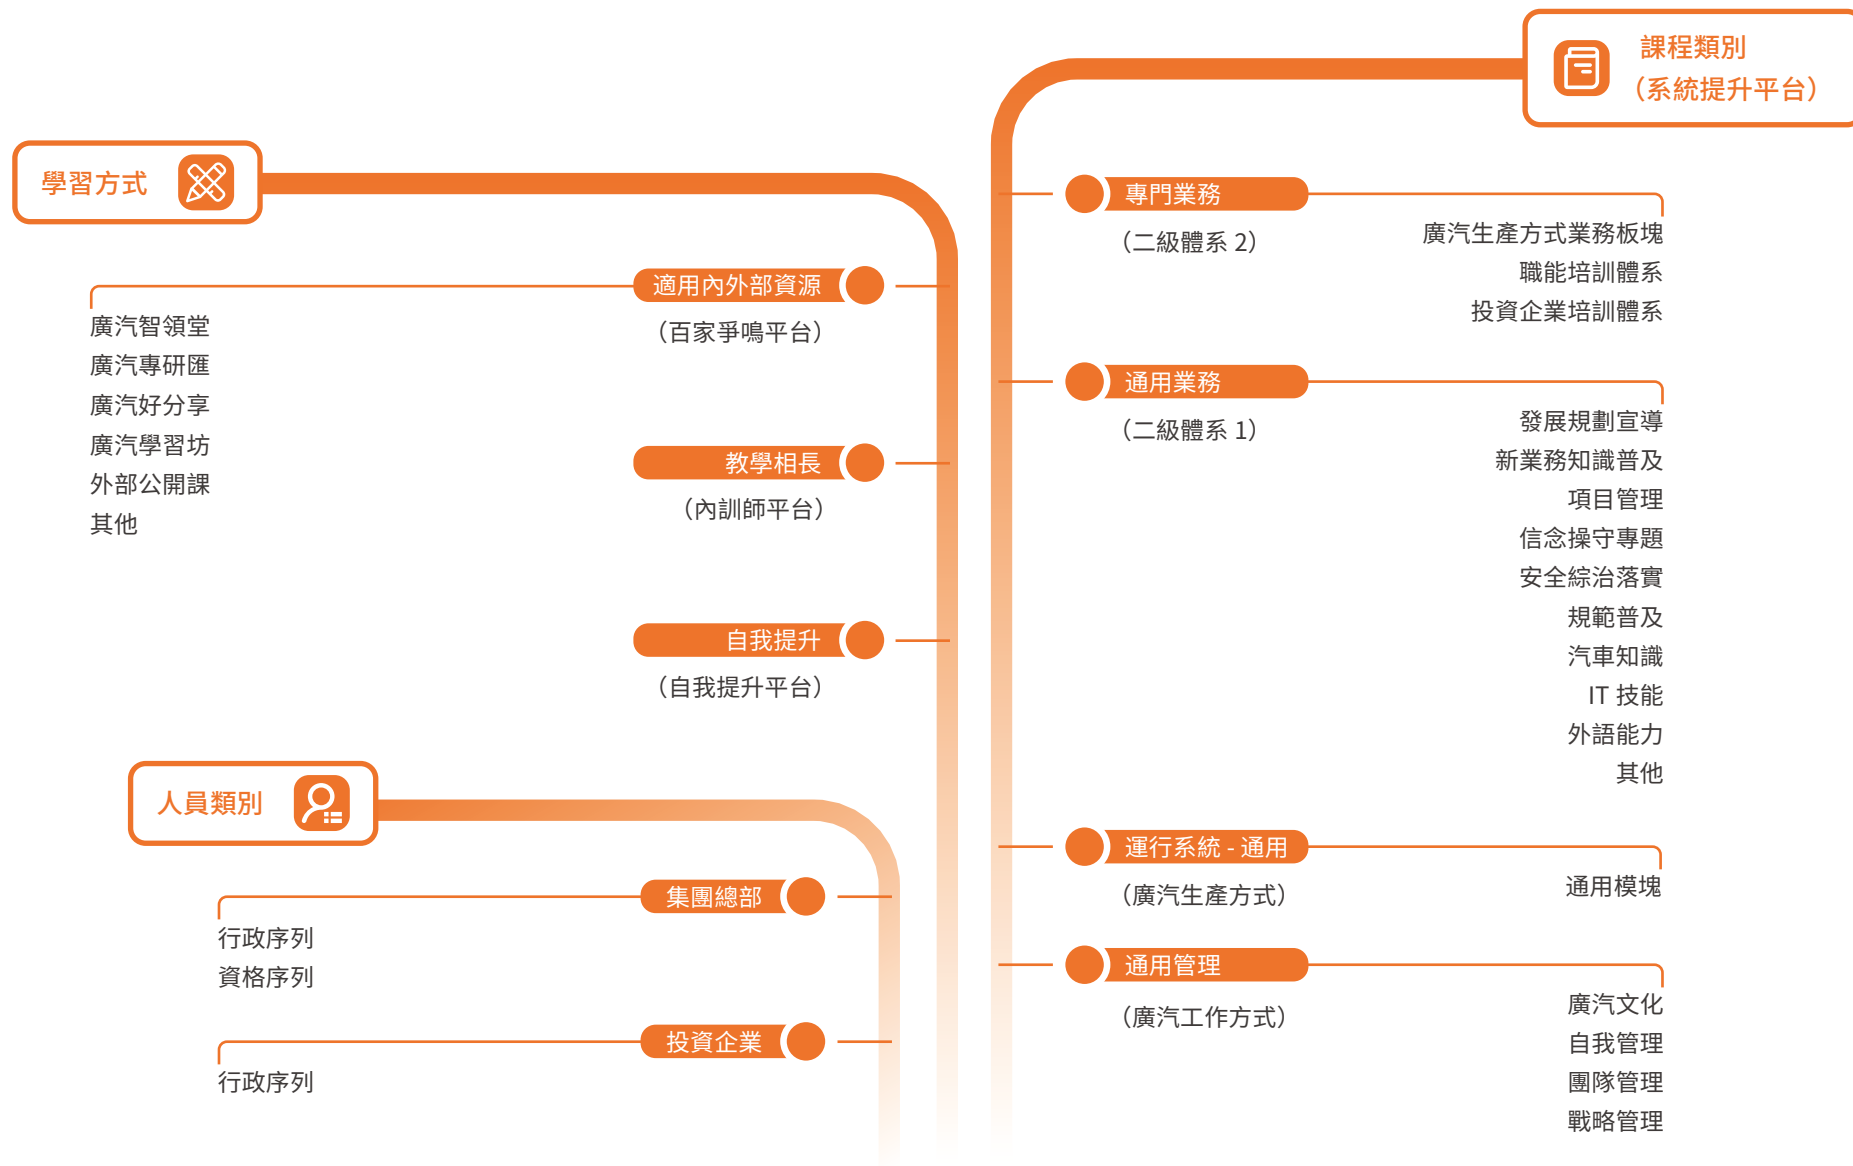 學習方式
適用內外部資源
（百家爭鳴平台）
廣汽智領堂
廣汽專研匯
廣汽好分享
廣汽學習坊
外部公開課
其他
教學相長
（內訓師平台）
自我提升
（自我提升平台）
人員類別
集團總部
行政序列
資格序列
投資企業
行政序列
課程類別
（系統提升平台）
專門業務
（二級體系 2）
廣汽生產方式業務板塊
職能培訓體系
投資企業培訓體系
通用業務
（二級體系 1）
發展規劃宣導
新業務知識普及
項目管理
信念操守專題
安全綜治落實
規範普及
汽車知識
IT 技能
外語能力
其他
運行系統 - 通用
（廣汽生產方式）
通用模塊
通用管理
（廣汽工作方式）
廣汽文化
自我管理
團隊管理
戰略管理